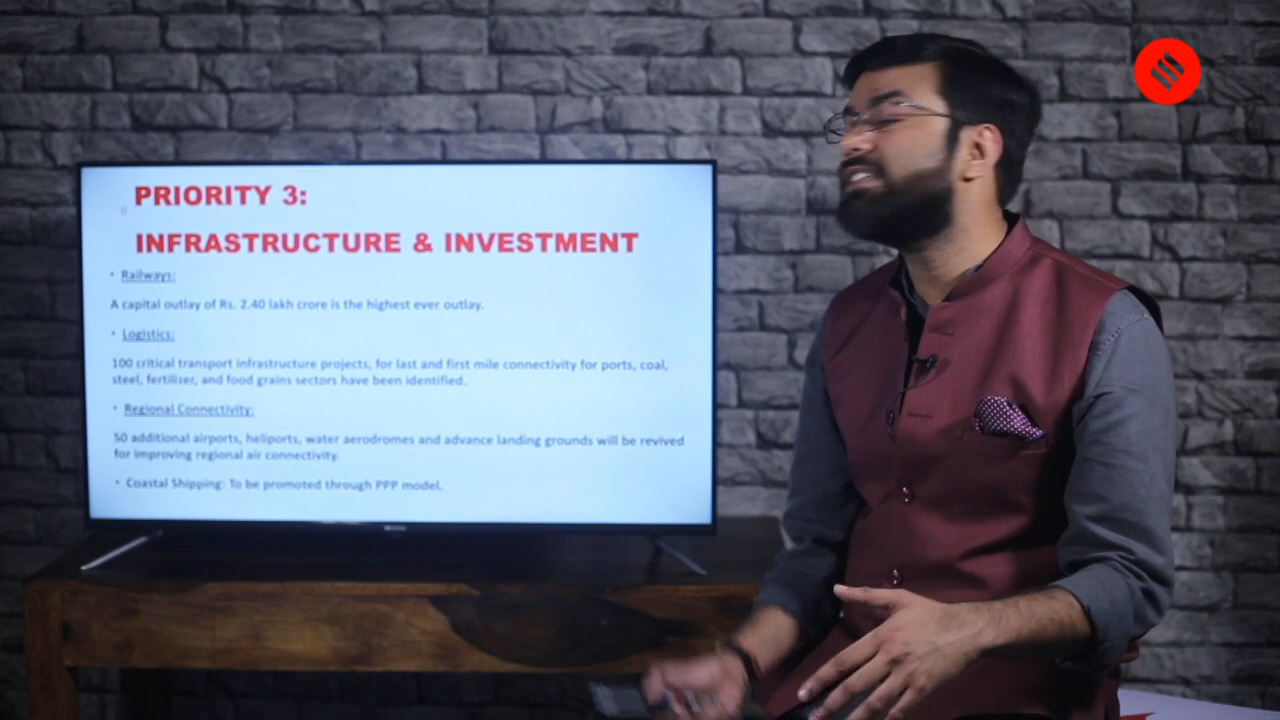 PRIORITY 3:
INFRASTRUCTURE & INVESTMENT
• Railways:
A capital outlay of Rs. 2.40 lakh crore is the highest ever outlay.
• Logistics:
100 critical transport infrastructure projects, for last and first mile connectivity for ports, coal,
steel, fertilizer, and food grains sectors have been identified.
• Regional Connectivity:
50 additional airports, heliports, water aerodromes and advance landing grounds will be revived
for improving regional air connectivity.
• Coastal Shipping: To be promoted through PPP model.